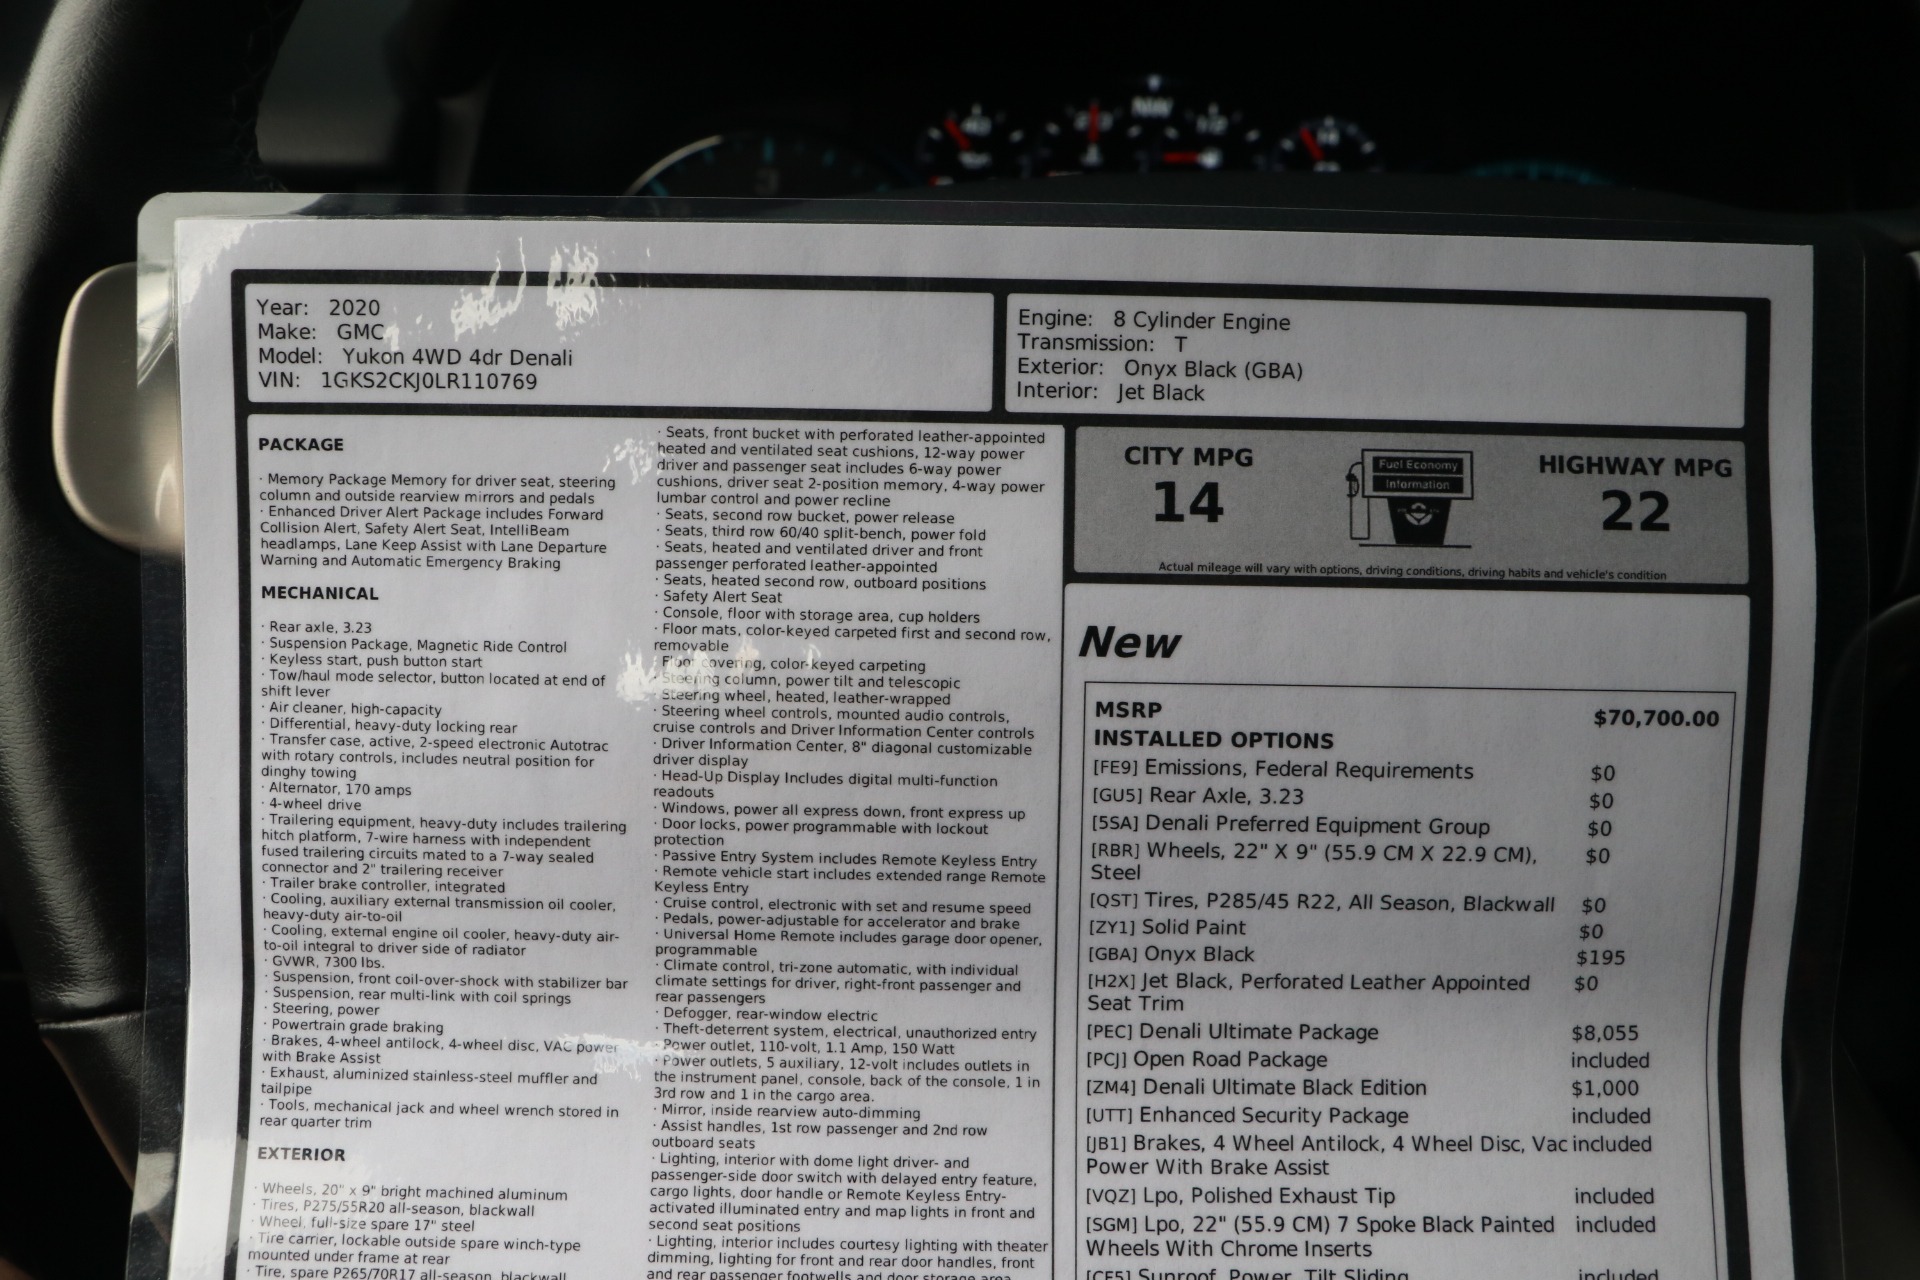 NW
Year: 2020
Make: GMC
Model: Yukon 4WD 4dr Denali
VIN: 1GKS2CKJ0LR110769
Engine: 8 Cylinder Engine
Transmission: T
Exterior: Onyx Black (GBA)
Interior: Jet Black
PACKAGE
· Memory Package Memory for driver seat, steering
column and outside rearview mirrors and pedals
· Enhanced Driver Alert Package includes Forward
Collision Alert, Safety Alert Seat, IntelliBeam
headlamps, Lane Keep Assist with Lane Departure
Warning and Automatic Emergency Braking
MECHANICAL
· Rear axle, 3.23
· Suspension Package, Magnetic Ride Control
· Keyless start, push button start
· Tow/haul mode selector, button located at end of
shift lever
· Air cleaner, high-capacity
· Differential, heavy-duty locking rear
· Transfer case, active, 2-speed electronic Autotrac
with rotary controls, includes neutral position for
dinghy towing
· Alternator, 170 amps
· 4-wheel drive
· Trailering equipment, heavy-duty includes trailering
hitch platform, 7-wire harness with independent
fused trailering circuits mated to a 7-way sealed
connector and 2" trailering receiver
· Trailer brake controller, integrated
· Cooling, auxiliary external transmission oil cooler,
heavy-duty air-to-oil
· Cooling, external engine oil cooler, heavy-duty air-
to-oil integral to driver side of radiator
· GVWR, 7300 lbs.
· Suspension, front coil-over-shock with stabilizer bar
· Suspension, rear multi-link with coil springs
· Steering, power
· Powertrain grade braking
· Brakes, 4-wheel antilock, 4-wheel disc, VAC power
with Brake Assist
· Exhaust, aluminized stainless-steel muffler and
tailpipe
· Tools, mechanical jack and wheel wrench stored in
rear quarter trim
EXTERIOR
· Wheels, 20" x 9" bright machined aluminum
· Tires, P275/55R20 all-season, blackwall
· Wheel, full-size spare 17" steel
· Tire carrier, lockable outside spare winch-type
mounted under frame at rear
· Tire, spare P265/70R17 all-season, blackwall
· Seats, front bucket with perforated leather-appointed
heated and ventilated seat cushions, 12-way power
driver and passenger seat includes 6-way power
cushions, driver seat 2-position memory, 4-way power
lumbar control and power recline
· Seats, second row bucket, power release
· Seats, third row 60/40 split-bench, power fold
· Seats, heated and ventilated driver and front
passenger perforated leather-appointed
· Seats, heated second row, outboard positions
· Safety Alert Seat
· Console, floor with storage area, cup holders
· Floor mats, color-keyed carpeted first and second row,
removable
· Floor covering, color-keyed carpeting
· Steering column, power tilt and telescopic
· Steering wheel, heated, leather-wrapped
· Steering wheel controls, mounted audio controls,
cruise controls and Driver Information Center controls
· Driver Information Center, 8" diagonal customizable
driver display
· Head-Up Display Includes digital multi-function
readouts
· Windows, power all express down, front express up
· Door locks, power programmable with lockout
protection
· Passive Entry System includes Remote Keyless Entry
· Remote vehicle start includes extended range Remote
Keyless Entry
· Cruise control, electronic with set and resume speed
· Pedals, power-adjustable for accelerator and brake
· Universal Home Remote includes garage door opener,
programmable
· Climate control, tri-zone automatic, with individual
climate settings for driver, right-front passenger and
rear passengers
· Defogger, rear-window electric
· Theft-deterrent system, electrical, unauthorized entry
· Power outlet, 110-volt, 1.1 Amp, 150 Watt
· Power outlets, 5 auxiliary, 12-volt includes outlets in
the instrument panel, console, back of the console, 1 in
3rd row and 1 in the cargo area.
· Mirror, inside rearview auto-dimming
· Assist handles, 1st row passenger and 2nd row
outboard seats
· Lighting, interior with dome light driver- and
passenger-side door switch with delayed entry feature,
cargo lights, door handle or Remote Keyless Entry-
activated illuminated entry and map lights in front and
second seat positions
· Lighting, interior includes courtesy lighting with theater
dimming, lighting for front and rear door handles, front
and rear passenger footwells and door storage area
CITY MPG
14
Fuel Economy
Information
HIGHWAY MPG
22
Actual mileage will vary with options, driving conditions, driving habits and vehicle's condition
New
MSRP $70,700.00
INSTALLED OPTIONS
[FE9] Emissions, Federal Requirements $0
[GU5] Rear Axle, 3.23 $0
[5SA] Denali Preferred Equipment Group $0
[RBR] Wheels, 22" X 9" (55.9 CM X 22.9 CM), $0
Steel
[QST] Tires, P285/45 R22, All Season, Blackwall $0
[ZY1] Solid Paint $0
[GBA] Onyx Black $195
[H2X] Jet Black, Perforated Leather Appointed $0
Seat Trim
[PEC] Denali Ultimate Package $8,055
[PCJ] Open Road Package included
[ZM4] Denali Ultimate Black Edition $1,000
[UTT] Enhanced Security Package included
[JB1] Brakes, 4 Wheel Antilock, 4 Wheel Disc, Vac included
Power With Brake Assist
[VQZ] Lpo, Polished Exhaust Tip included
[SGM] Lpo, 22" (55.9 CM) 7 Spoke Black Painted included
Wheels With Chrome Inserts
[CF5] Sunroof, Power, Tilt Sliding included